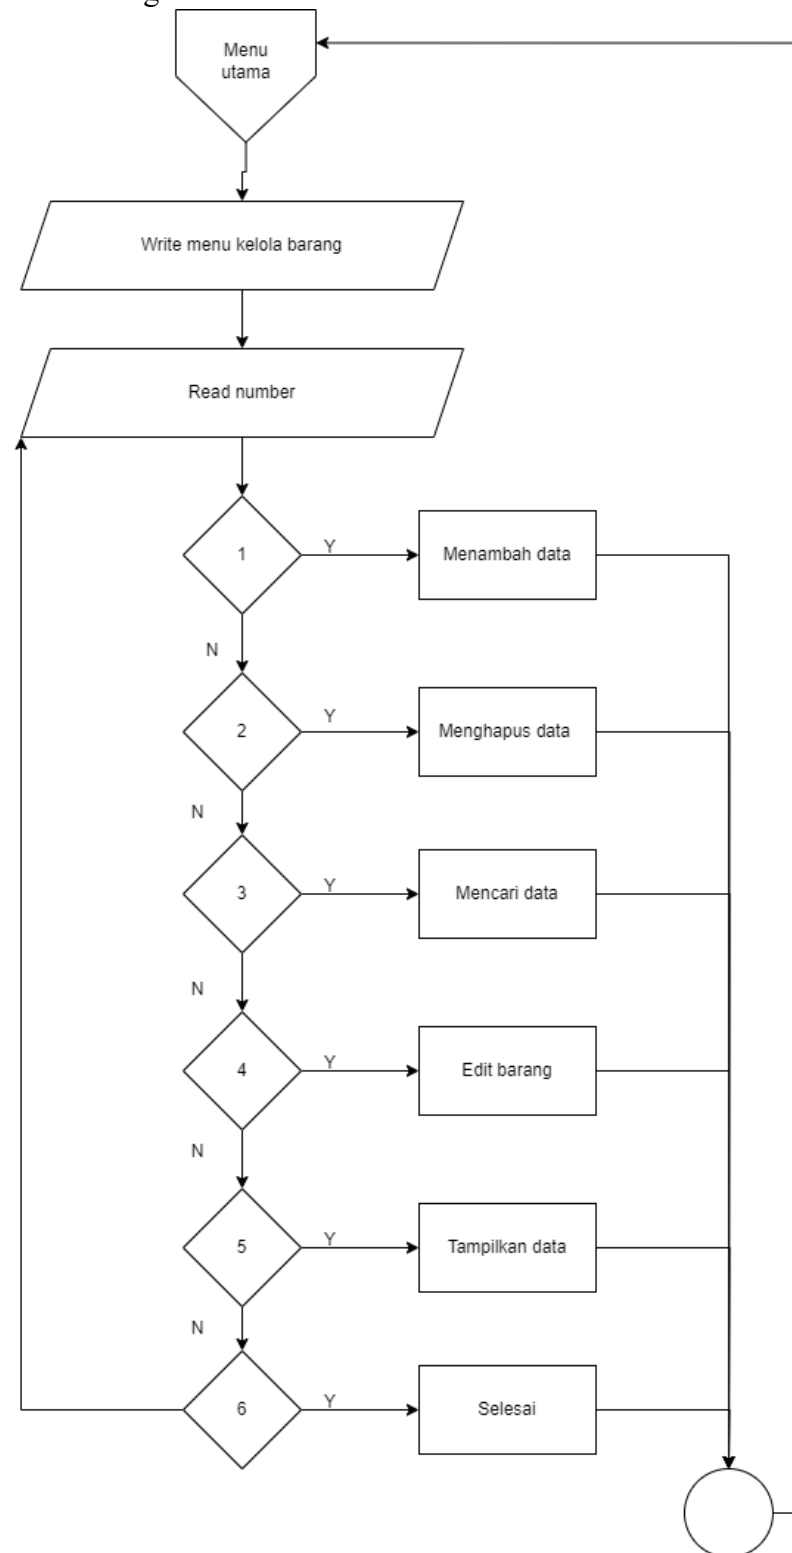 Menu
utama
Write menu kelola barang
Read number
1
Y
Menambah data
N
2
Y
Menghapus data
N
3
Y
Mencari data
N
4
Y
Edit barang
N
5
Y
Tampilkan data
N
6
Y
Selesai